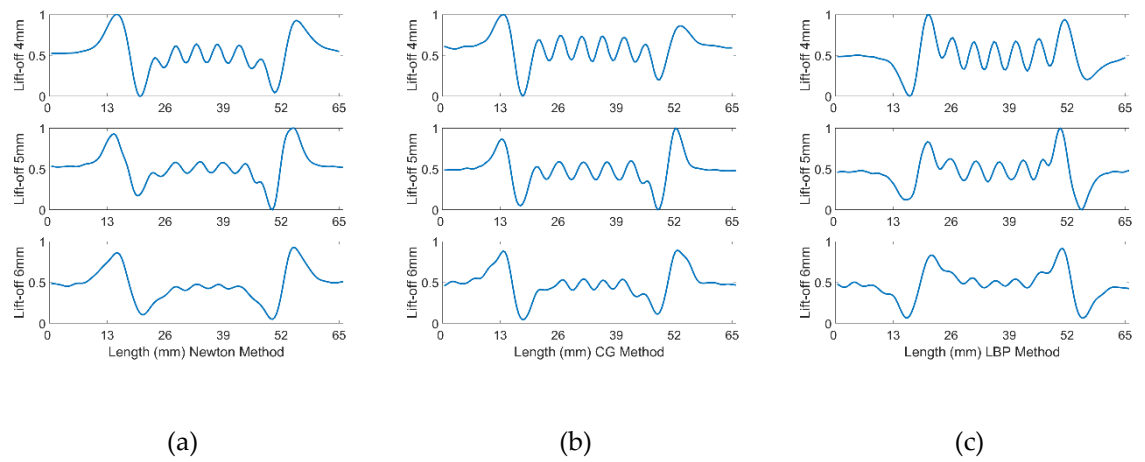 Lift-off 4mm
1
0.5
0
0 13 26 39 52 65
Lift-off 5mm
1
0.5
0
0 13 26 39 52 65
Lift-off 6mm
1
0.5
0
0 13 26 39 52 65
Length (mm) Newton Method
(a)
Lift-off 4mm
1
0.5
0
0 13 26 39 52 65
Lift-off 5mm
1
0.5
0
0 13 26 39 52 65
Lift-off 6mm
1
0.5
0
0 13 26 39 52 65
Length (mm) CG Method
(b)
Lift-off 4mm
1
0.5
0
0 13 26 39 52 65
Lift-off 5mm
1
0.5
0
0 13 26 39 52 65
Lift-off 6mm
1
0.5
0
0 13 26 39 52 65
Length (mm) LBP Method
(c)